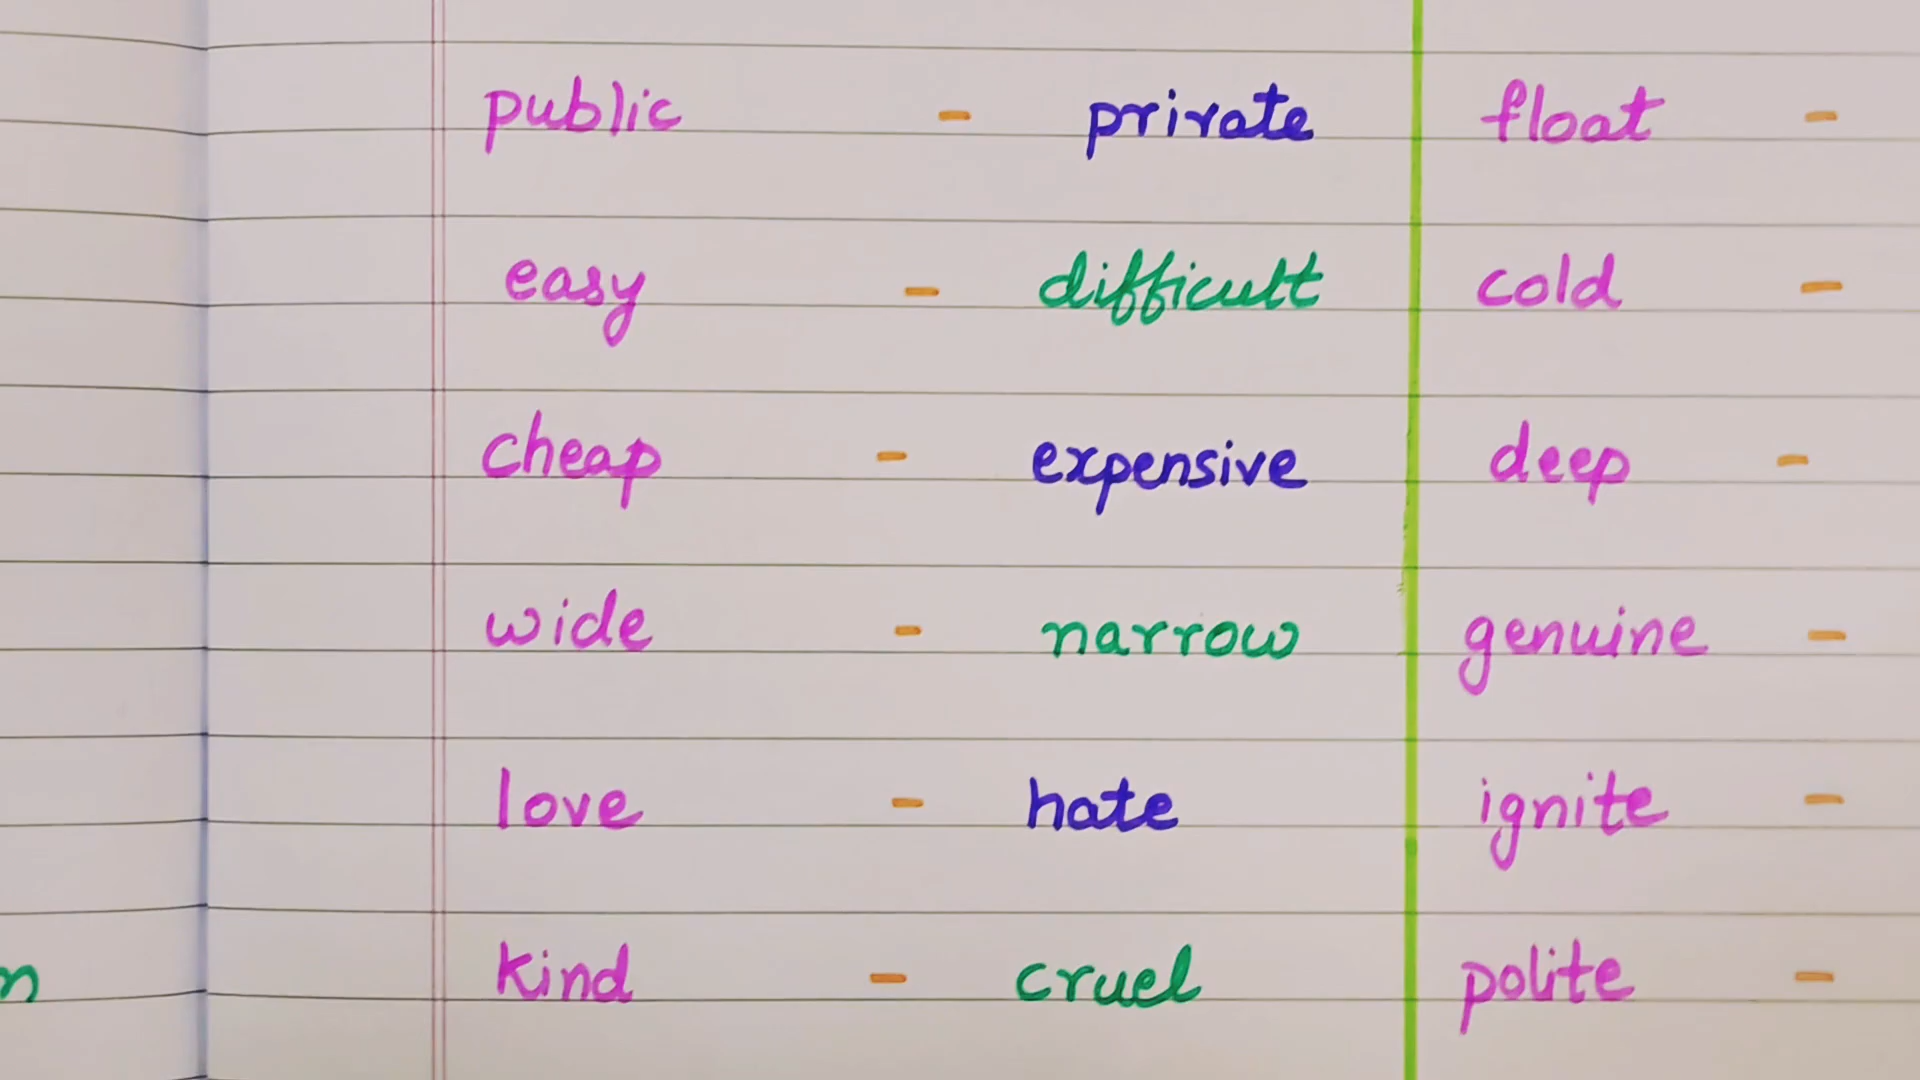 public - private float -
easy - difficult cold -
cheap - expensive deep -
wide - narrow genuine -
love - hate ignite -
n kind - cruel polite -